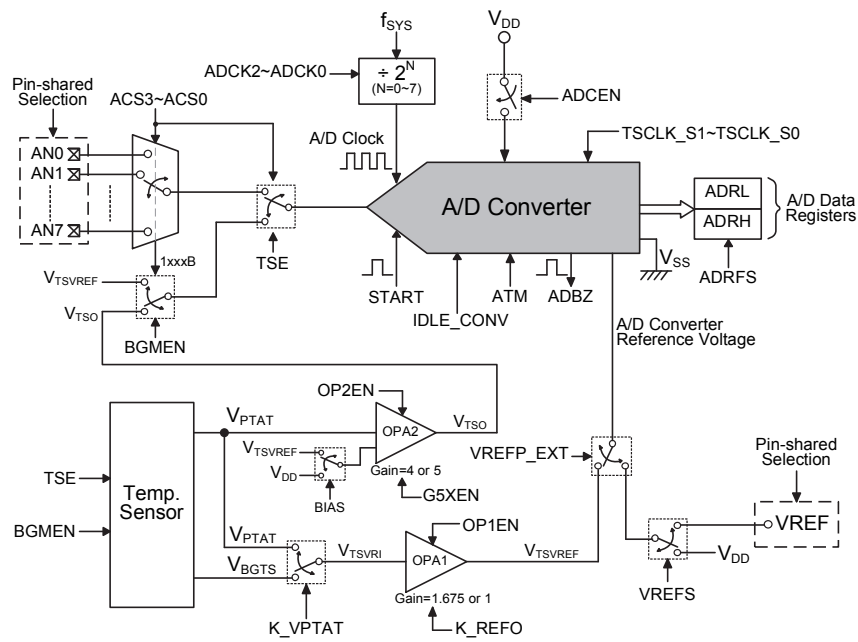 fSYS
VDD
ADCK2~ADCK0
÷ 2^N
(N=0~7)
ADCEN
Pin-shared
Selection
ACS3~ACS0
A/D Clock
TSCLK_S1~TSCLK_S0
AN0
AN1
AN7
A/D Converter
ADRL
ADRH
A/D Data
Registers
TSE
1xxxB
VSS
VTSVREF
START
ATM
ADBZ
ADRFS
VTSO
IDLE_CONV
BGMEN
A/D Converter
Reference Voltage
OP2EN
VPTAT
OPA2
VTSO
VTSVREF
VDD
BIAS
Gain=4 or 5
G5XEN
VREFP_EXT
Pin-shared
Selection
TSE
BGMEN
Temp.
Sensor
VREF
VPTAT
OP1EN
VBGTS
VTSVRI
OPA1
VTSVREF
VDD
Gain=1.675 or 1
VREFS
K_VPTAT
K_REFO